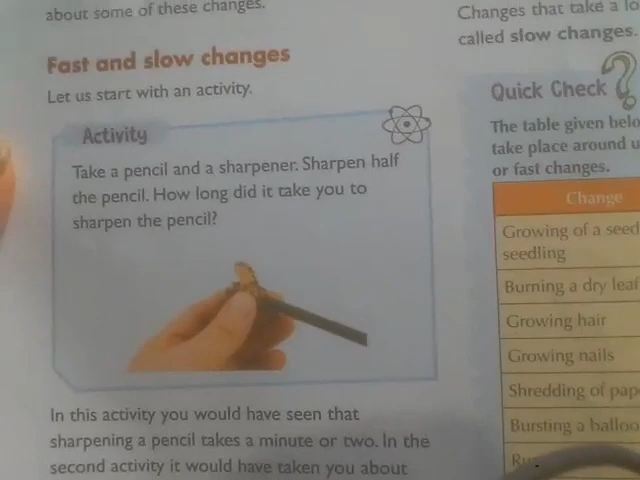 about some of these changes.
Fast and slow changes
Let us start with an activity.
Activity
Take a pencil and a sharpener. Sharpen half
the pencil. How long did it take you to
sharpen the pencil?
In this activity you would have seen that
sharpening a pencil takes a minute or two. In the
second activity it would have taken you about
Changes that take a
called slow changes.
Quick Check
The table given
take place around
or fast changes.
Change
Growing of a seed
seedling
Burning a dry leaf
Growing hair
Growing nails
Shredding of
Bursting a